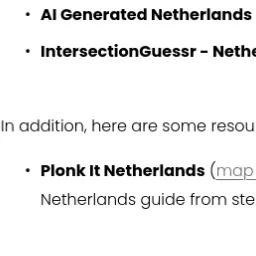 • AI Generated Netherlands
• IntersectionGuessr - Nethe
In addition, here are some resou
• Plonk It Netherlands (map
Netherlands guide from ste